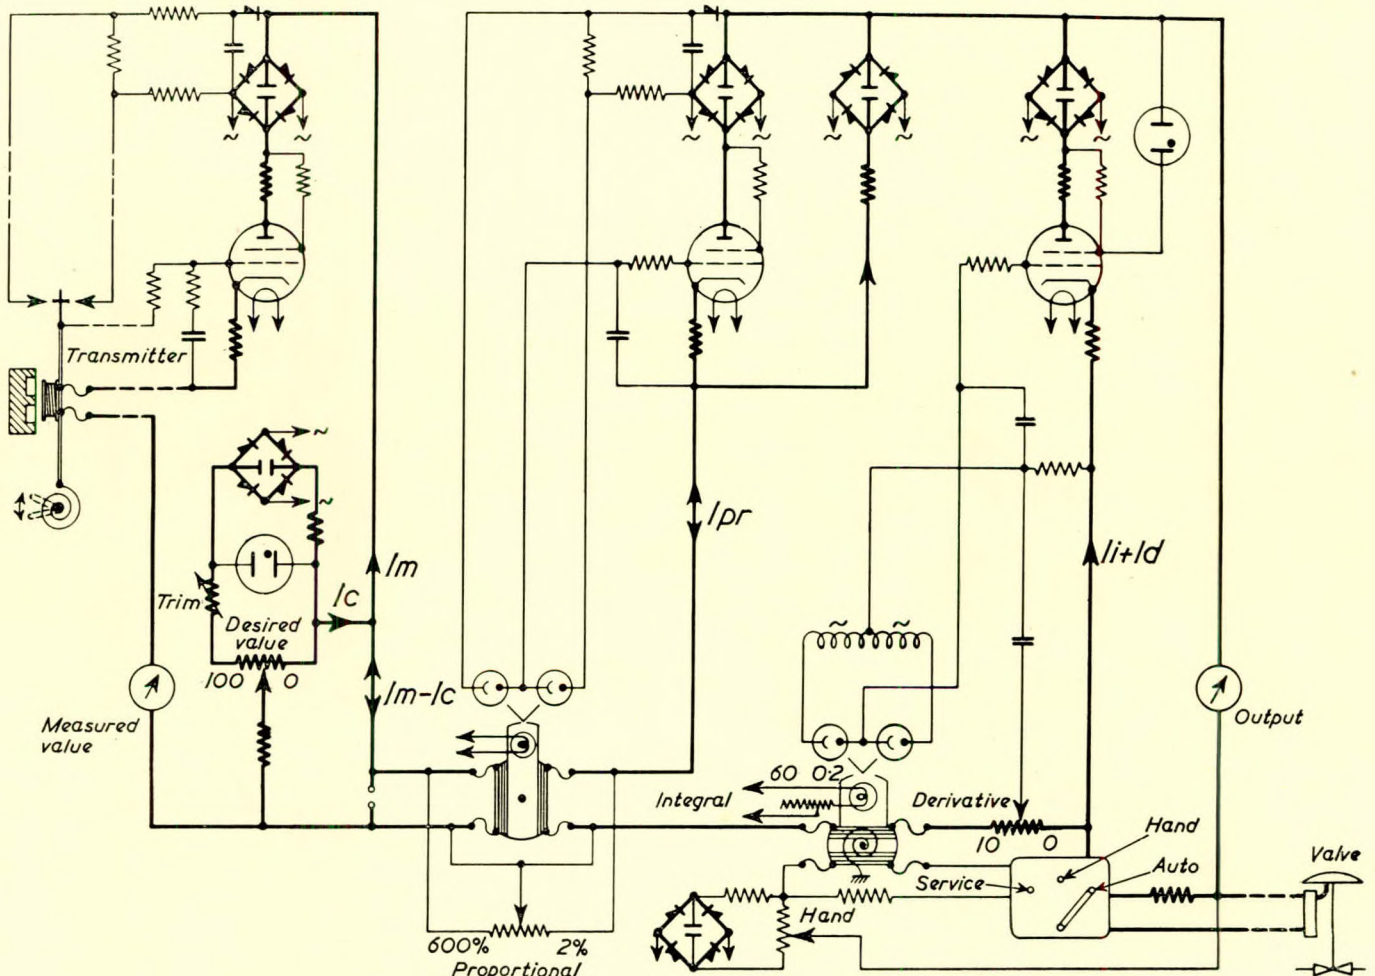 ~ ~
~ ~
~ ~
~ ~
Transmitter
~
~
Ipr
Im
Ii+Id
Ic
Trim
Desired
value
100 0
~ ~
Im-Ic
Measured
value
Output
60 0·2
Integral
Derivative
10 0
Hand
Auto
Service
Valve
Hand
600% 2%
Proportional